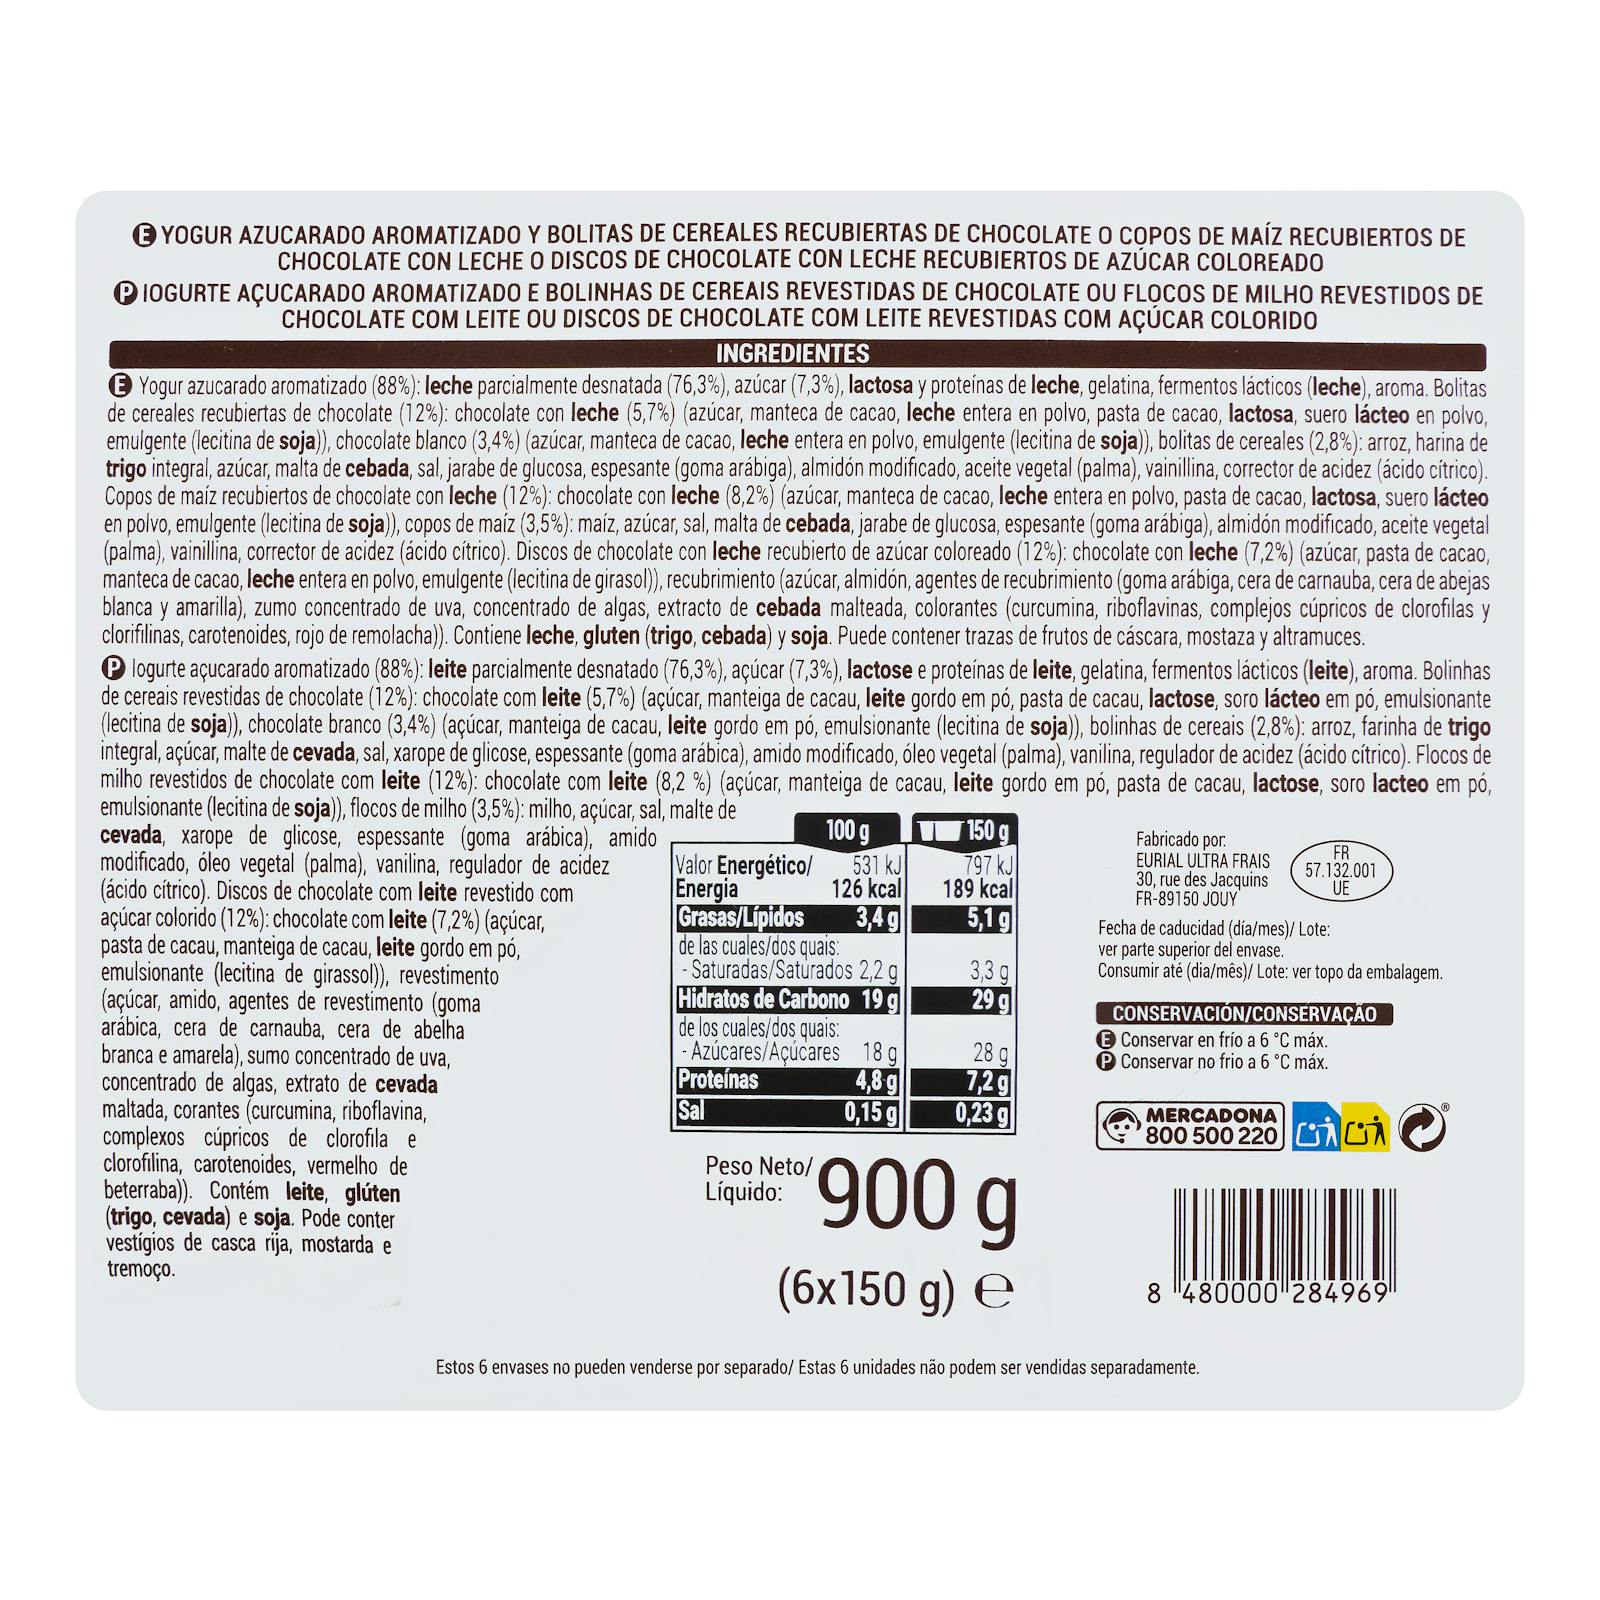 E YOGUR AZUCARADO AROMATIZADO Y BOLITAS DE CEREALES RECUBIERTAS DE CHOCOLATE O COPOS DE MAÍZ RECUBIERTOS DE
CHOCOLATE CON LECHE O DISCOS DE CHOCOLATE CON LECHE RECUBIERTOS DE AZÚCAR COLOREADO
P IOGURTE AÇUCARADO AROMATIZADO E BOLINHAS DE CEREAIS REVESTIDAS DE CHOCOLATE OU FLOCOS DE MILHO REVESTIDOS DE
CHOCOLATE COM LEITE OU DISCOS DE CHOCOLATE COM LEITE REVESTIDAS COM AÇÚCAR COLORIDO
INGREDIENTES
E Yogur azucarado aromatizado (88%): leche parcialmente desnatada (76,3%), azúcar (7,3%), lactosa y proteínas de leche, gelatina, fermentos lácticos (leche), aroma. Bolitas
de cereales recubiertas de chocolate (12%): chocolate con leche (5,7%) (azúcar, manteca de cacao, leche entera en polvo, pasta de cacao, lactosa, suero lácteo en polvo,
emulgente (lecitina de soja)), chocolate blanco (3,4%) (azúcar, manteca de cacao, leche entera en polvo, emulgente (lecitina de soja)), bolitas de cereales (2,8%): arroz, harina de
trigo integral, azúcar, malta de cebada, sal, jarabe de glucosa, espesante (goma arábiga), almidón modificado, aceite vegetal (palma), vainillina, corrector de acidez (ácido cítrico).
Copos de maíz recubiertos de chocolate con leche (12%): chocolate con leche (8,2%) (azúcar, manteca de cacao, leche entera en polvo, pasta de cacao, lactosa, suero lácteo
en polvo, emulgente (lecitina de soja)), copos de maíz (3,5%): maíz, azúcar, sal, malta de cebada, jarabe de glucosa, espesante (goma arábiga), almidón modificado, aceite vegetal
(palma), vainillina, corrector de acidez (ácido cítrico). Discos de chocolate con leche recubierto de azúcar coloreado (12%): chocolate con leche (7,2%) (azúcar, pasta de cacao,
manteca de cacao, leche entera en polvo, emulgente (lecitina de girasol)), recubrimiento (azúcar, almidón, agentes de recubrimiento (goma arábiga, cera de carnauba, cera de abejas
blanca y amarilla), zumo concentrado de uva, concentrado de algas, extracto de cebada malteada, colorantes (curcumina, riboflavinas, complejos cúpricos de clorofilas y
clorifilinas, carotenoides, rojo de remolacha)). Contiene leche, gluten (trigo, cebada) y soja. Puede contener trazas de frutos de cáscara, mostaza y altramuces.
P Iogurte açucarado aromatizado (88%): leite parcialmente desnatado (76,3%), açúcar (7,3%), lactose e proteínas de leite, gelatina, fermentos lácticos (leite), aroma. Bolinhas
de cereais revestidas de chocolate (12%): chocolate com leite (5,7%) (açúcar, manteiga de cacau, leite gordo em pó, pasta de cacau, lactose, soro lácteo em pó, emulsionante
(lecitina de soja)), chocolate branco (3,4%) (açúcar, manteiga de cacau, leite gordo em pó, emulsionante (lecitina de soja)), bolinhas de cereais (2,8%): arroz, farinha de trigo
integral, açúcar, malte de cevada, sal, xarope de glicose, espessante (goma arábica), amido modificado, óleo vegetal (palma), vanilina, regulador de acidez (ácido cítrico). Flocos de
milho revestidos de chocolate com leite (12%): chocolate com leite (8,2 %) (açúcar, manteiga de cacau, leite gordo em pó, pasta de cacau, lactose, soro lacteo em pó,
emulsionante (lecitina de soja)), flocos de milho (3,5%): milho, açúcar, sal, malte de
cevada, xarope de glicose, espessante (goma arábica), amido
modificado, óleo vegetal (palma), vanilina, regulador de acidez
(ácido cítrico). Discos de chocolate com leite revestido com
açúcar colorido (12%): chocolate com leite (7,2%) (açúcar,
pasta de cacau, manteiga de cacau, leite gordo em pó,
emulsionante (lecitina de girassol)), revestimento
(açúcar, amido, agentes de revestimento (goma
arábica, cera de carnauba, cera de abelha
branca e amarela), sumo concentrado de uva,
concentrado de algas, extrato de cevada
maltada, corantes (curcumina, riboflavina,
complexos cúpricos de clorofila e
clorofilina, carotenoides, vermelho de
beterraba)). Contém leite, glúten
(trigo, cevada) e soja. Pode conter
vestígios de casca rija, mostarda e
tremoço.
100 g 150 g
Valor Energético/ 531 kJ 797 kJ
Energia 126 kcal 189 kcal
Grasas/Lípidos 3,4 g 5,1 g
de las cuales/dos quais:
- Saturadas/Saturados 2,2 g 3,3 g
Hidratos de Carbono 19 g 29 g
de los cuales/dos quais:
- Azúcares/Açúcares 18 g 28 g
Proteínas 4,8 g 7,2 g
Sal 0,15 g 0,23 g
Peso Neto/
Líquido: 900 g
(6x150 g) e
Fabricado por:
EURIAL ULTRA FRAIS
30, rue des Jacquins
FR-89150 JOUY
FR
57.132.001
UE
Fecha de caducidad (día/mes)/ Lote:
ver parte superior del envase.
Consumir até (dia/mês)/ Lote: ver topo da embalagem.
CONSERVACIÓN/CONSERVAÇÃO
E Conservar en frío a 6 °C máx.
P Conservar no frio a 6 °C máx.
MERCADONA
800 500 220
®
8 480000 284969
Estos 6 envases no pueden venderse por separado/ Estas 6 unidades não podem ser vendidas separadamente.